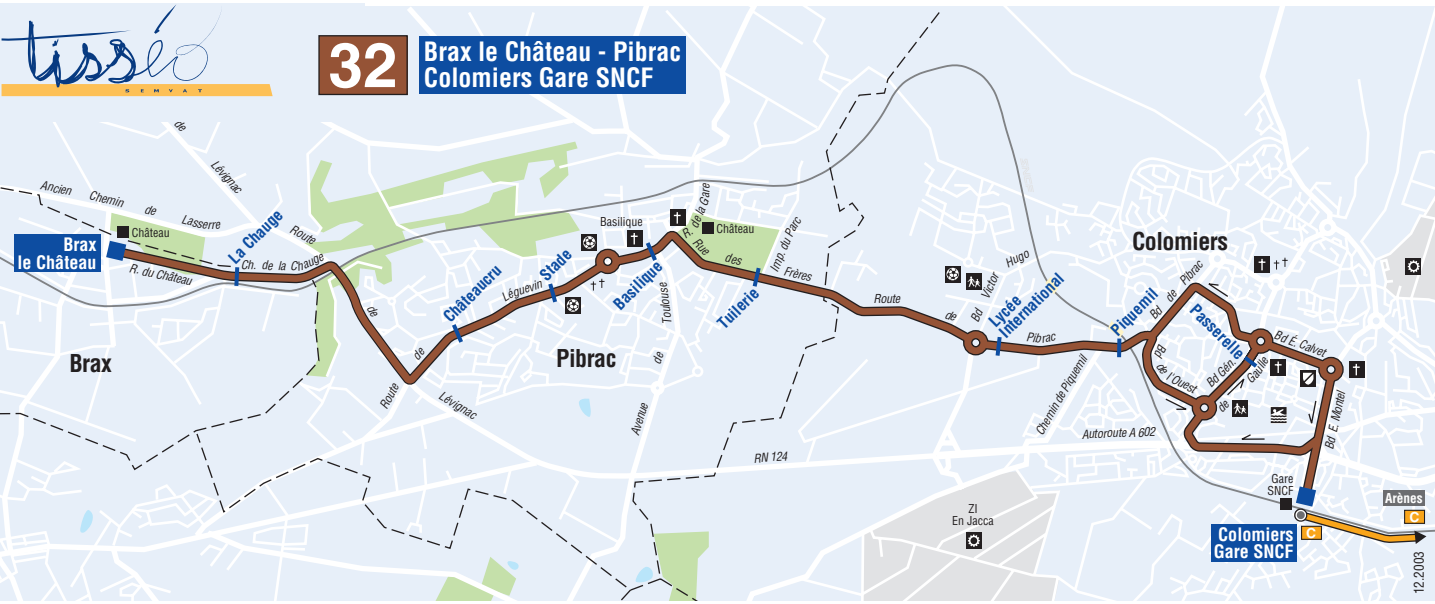 tisséo
SEMVAT
32
Brax le Château - Pibrac
Colomiers Gare SNCF
de
Lévignac
Ancien Chemin de Lasserre
Route
Château
Brax
le Château
R. du Château
La Chauge
Ch. de la Chauge
Brax
de
Route de Léguevin
Lévignac
Châteaucru
Stade
Pibrac
Basilique
Basilique
R. de la Gare
Château
Rue des Frères
Tuilerie
Imp. du Parc
Avenue de Toulouse
RN 124
Route de Pibrac
Bd Victor Hugo
Lycée
International
Piquemil
Chemin de Piquemil
Autoroute A 602
ZI
En Jacca
Colomiers
Bd de Pibrac
Passerelle
Bd de l'Ouest
Bd Gén. de Gaulle
Bd É. Calvet
Bd E. Montel
Gare
SNCF
Colomiers
Gare SNCF
C
Arènes
C
12.2003